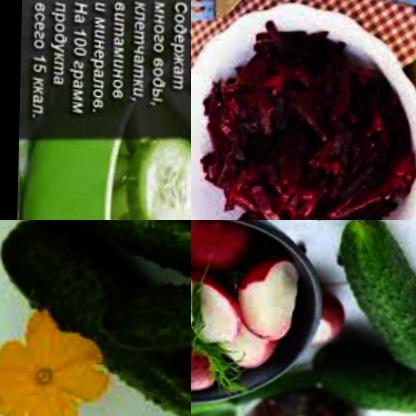 Содержат
много воды,
клетчатки,
витаминов
и минералов.
На 100 грамм
продукта
всего 15 ккал.